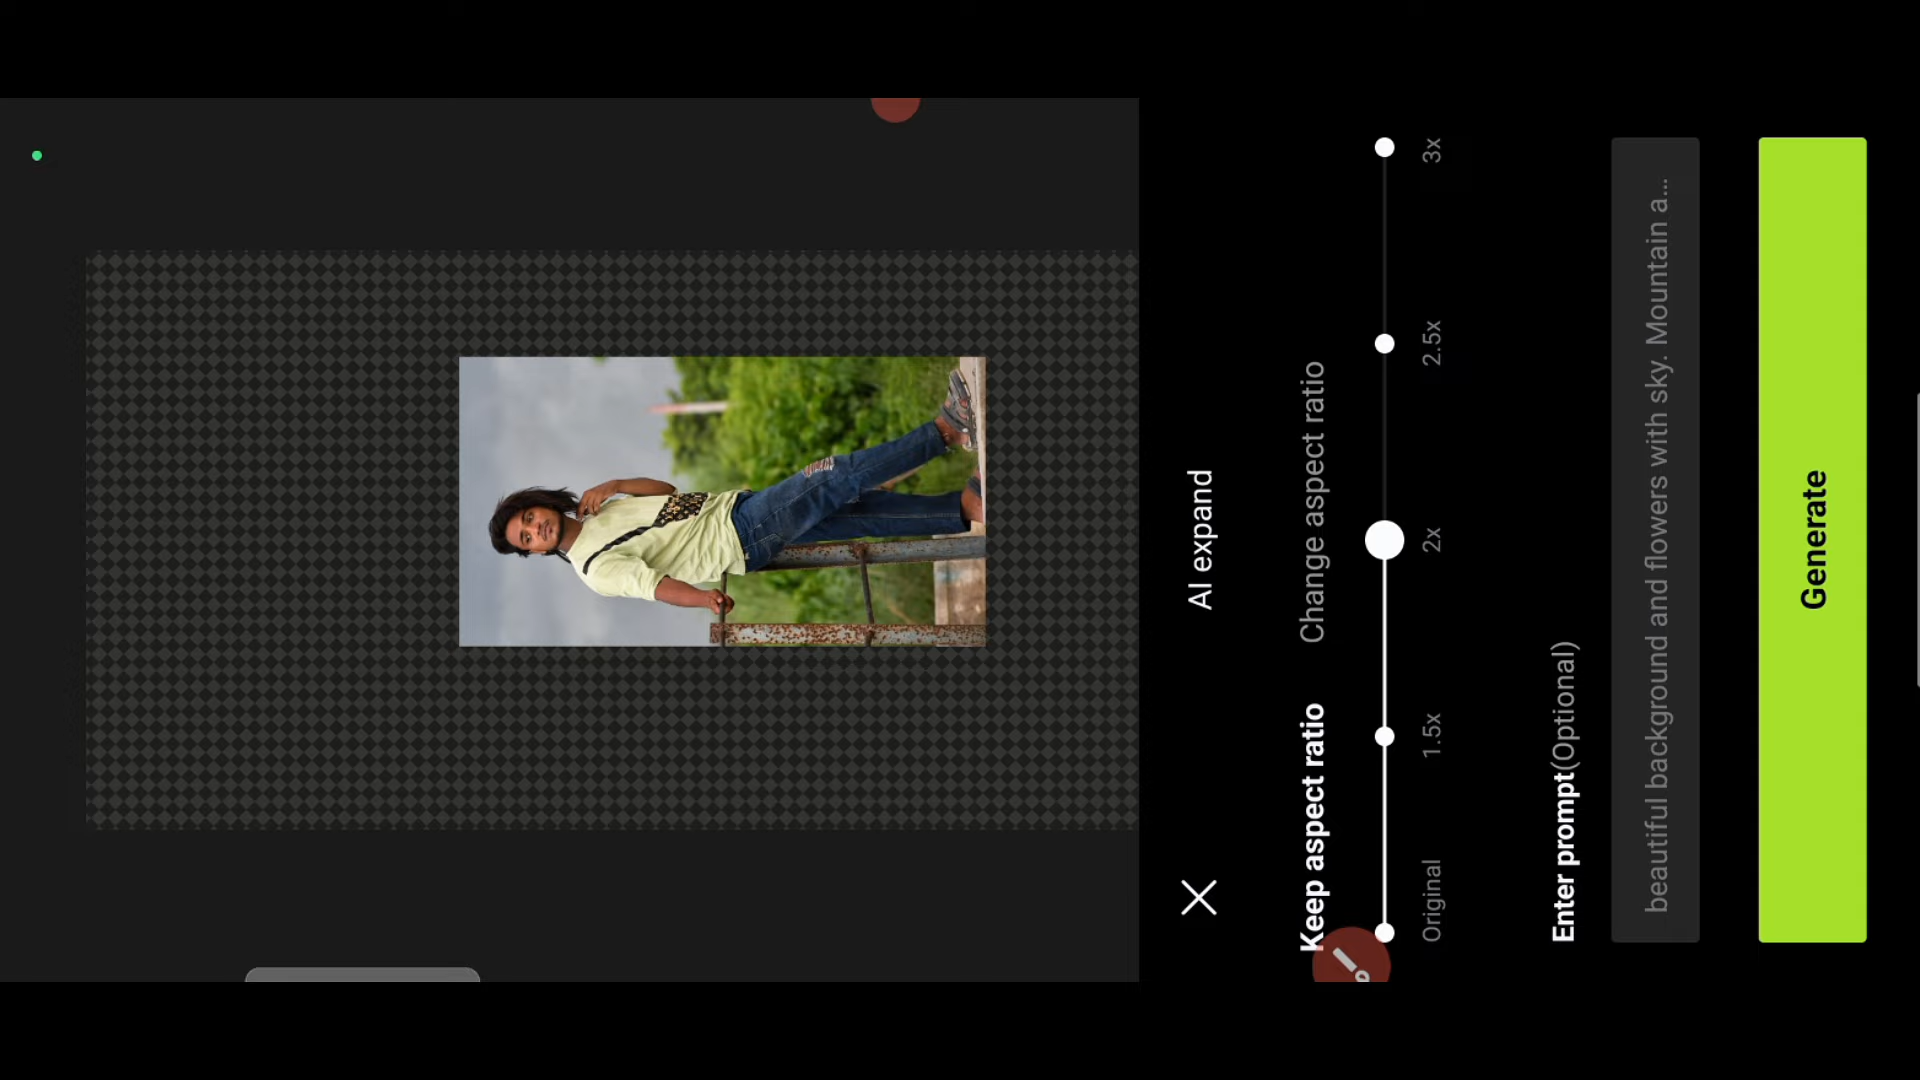 AI expand
Keep aspect ratio Change aspect ratio
Original 1.5x 2x 2.5x 3x
Enter prompt(Optional)
beautiful background and flowers with sky. Mountain a...
Generate